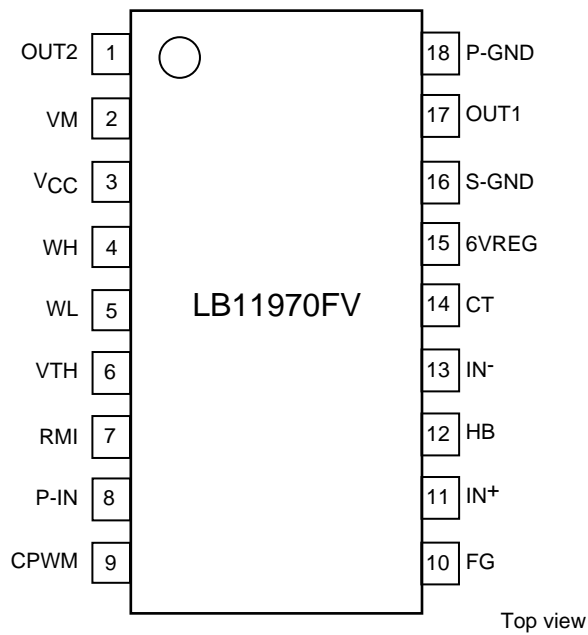 OUT2 1 18 P-GND
VM 2 17 OUT1
VCC 3 16 S-GND
WH 4 15 6VREG
WL 5 LB11970FV 14 CT
VTH 6 13 IN-
RMI 7 12 HB
P-IN 8 11 IN+
CPWM 9 10 FG
Top view